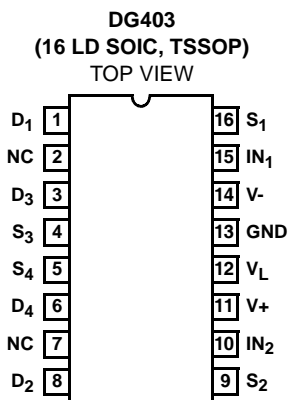 DG403
(16 LD SOIC, TSSOP)
TOP VIEW
D1 1 16 S1
NC 2 15 IN1
D3 3 14 V-
S3 4 13 GND
S4 5 12 VL
D4 6 11 V+
NC 7 10 IN2
D2 8 9 S2